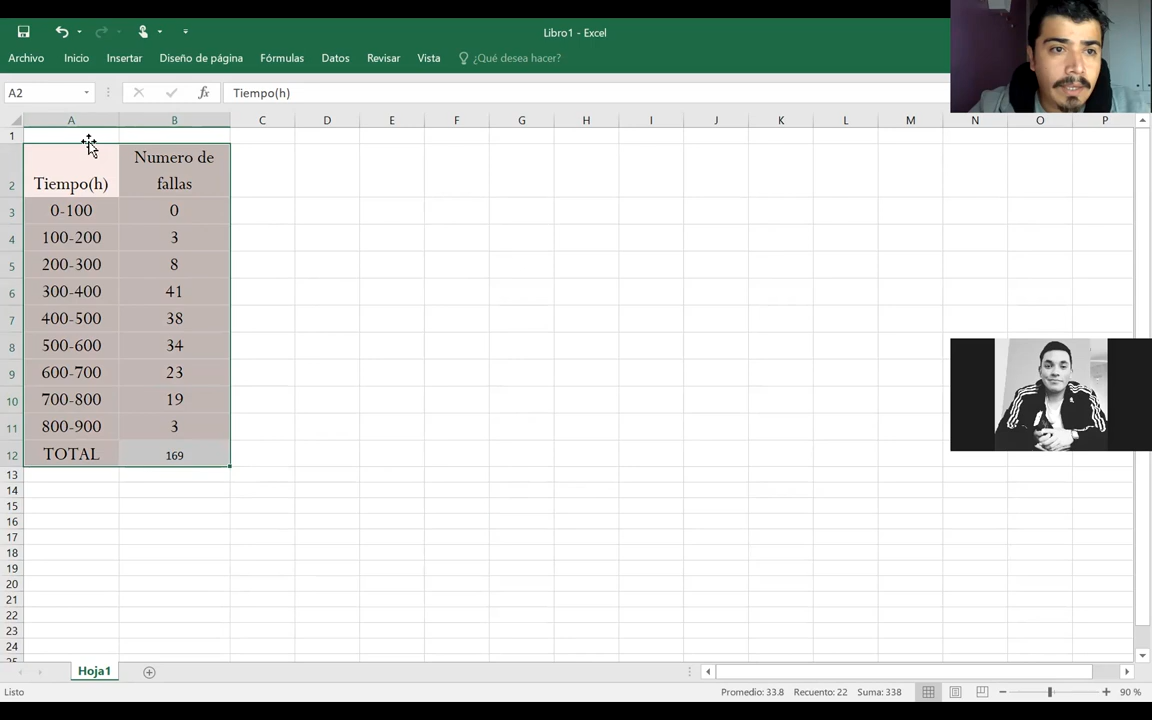 Libro1 - Excel
Archivo Inicio Insertar Diseño de página Fórmulas Datos Revisar Vista ¿Qué desea hacer?
A2 fx Tiempo(h)
A B C D E F G H I J K L M N O P
1
2 Tiempo(h) Numero de fallas
3 0-100 0
4 100-200 3
5 200-300 8
6 300-400 41
7 400-500 38
8 500-600 34
9 600-700 23
10 700-800 19
11 800-900 3
12 TOTAL 169
13
14
15
16
17
18
19
20
21
22
23
24
25
Hoja1
Listo Promedio: 33.8 Recuento: 22 Suma: 338 90 %